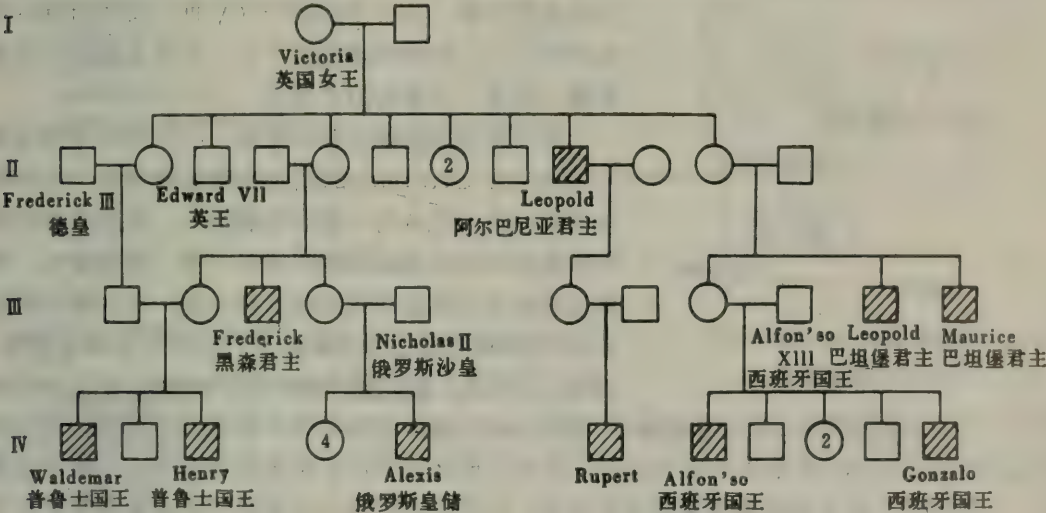 I
Victoria
英国女王
II
2
Frederick III
德皇
Edward VII
英王
Leopold
阿尔巴尼亚君主
III
Frederick
黑森君主
Nicholas II
俄罗斯沙皇
Alfon'so
XIII
西班牙国王
Leopold
巴坦堡君主
Maurice
巴坦堡君主
IV
4
2
Waldemar
普鲁士国王
Henry
普鲁士国王
Alexis
俄罗斯皇储
Rupert
Alfon'so
西班牙国王
Gonzalo
西班牙国王